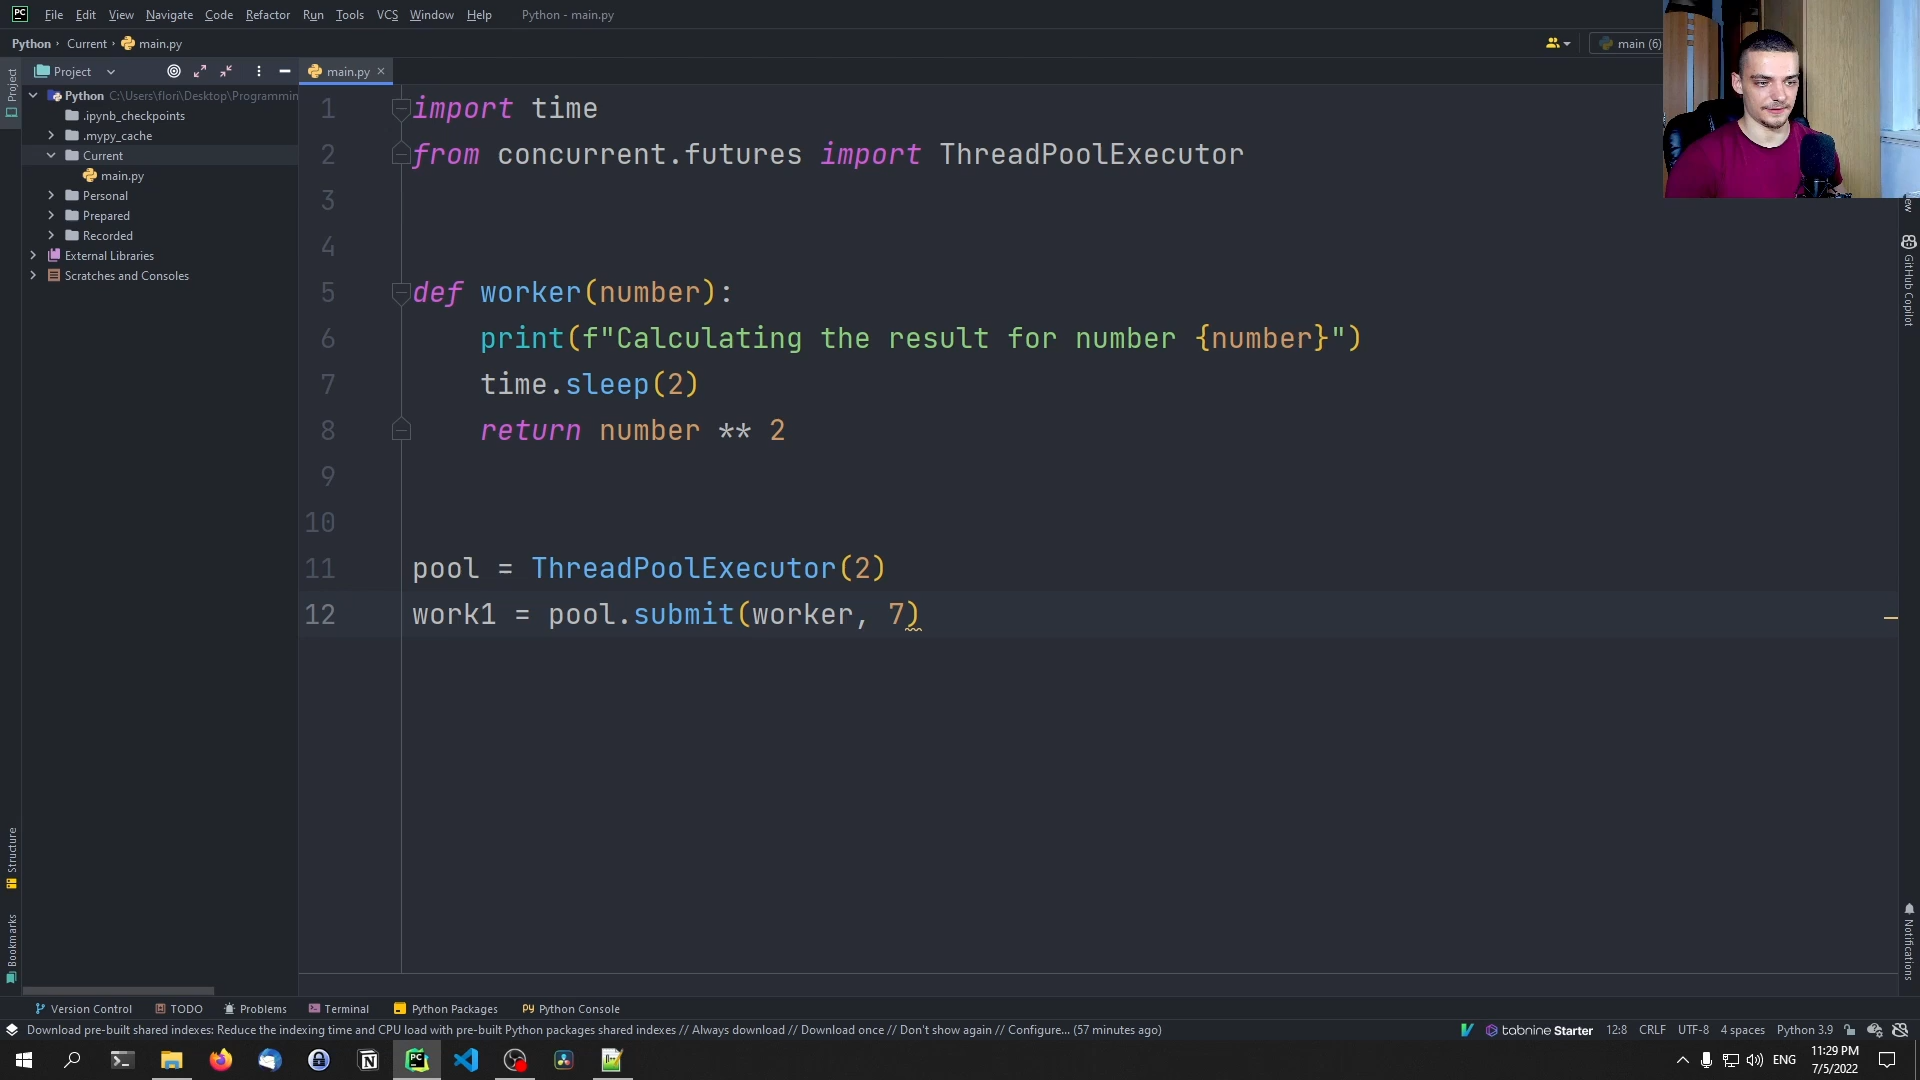 PC File Edit View Navigate Code Refactor Run Tools VCS Window Help Python - main.py
Python Current main.py
main (6)
Project
main.py
Python C:\Users\flori\Desktop\Programmin
.ipynb_checkpoints
.mypy_cache
Current
main.py
Personal
Prepared
Recorded
External Libraries
Scratches and Consoles
Project
Structure
Bookmarks
1 import time
2 from concurrent.futures import ThreadPoolExecutor
3
4
5 def worker(number):
6 print(f"Calculating the result for number {number}")
7 time.sleep(2)
8 return number ** 2
9
10
11 pool = ThreadPoolExecutor(2)
12 work1 = pool.submit(worker, 7)
ew
GitHub Copilot
Notifications
Version Control TODO Problems Terminal Python Packages Python Console
Download pre-built shared indexes: Reduce the indexing time and CPU load with pre-built Python packages shared indexes // Always download // Download once // Don't show again // Configure... (57 minutes ago) tabnine Starter 12:8 CRLF UTF-8 4 spaces Python 3.9
ENG 11:29 PM
7/5/2022